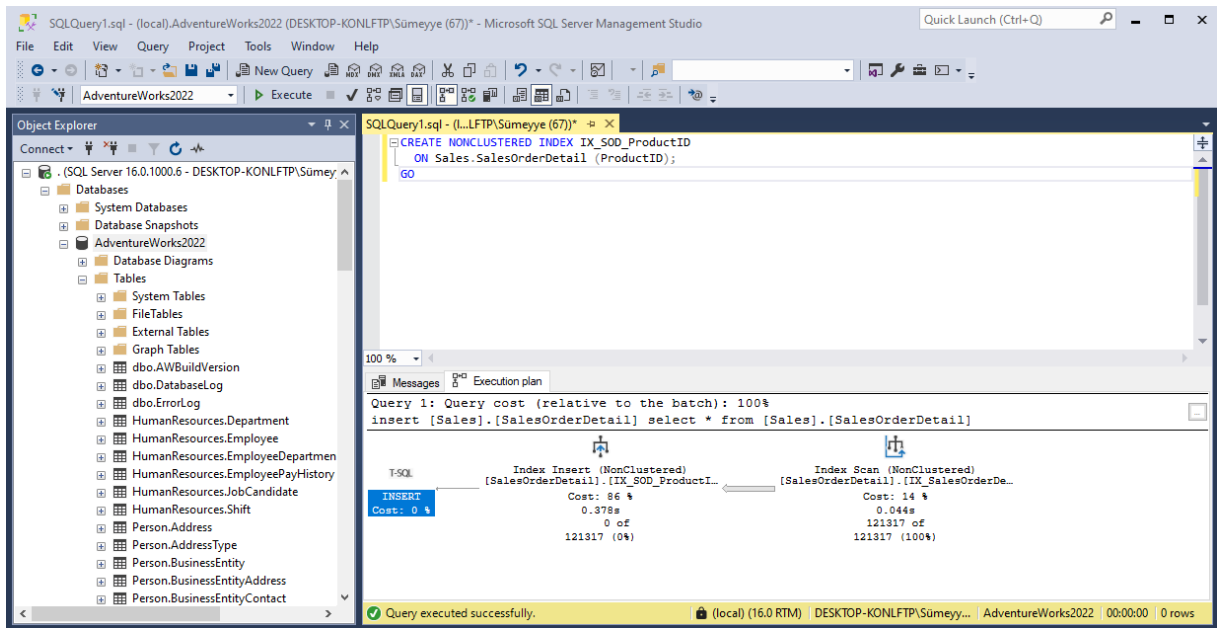 SQLQuery1.sql - (local).AdventureWorks2022 (DESKTOP-KONLFTP\Sümeyye (67))* - Microsoft SQL Server Management Studio
Quick Launch (Ctrl+Q)
File Edit View Query Project Tools Window Help
New Query MDX DMX XMLA DAX
AdventureWorks2022 Execute
Object Explorer
Connect
. (SQL Server 16.0.1000.6 - DESKTOP-KONLFTP\Sümey
Databases
System Databases
Database Snapshots
AdventureWorks2022
Database Diagrams
Tables
System Tables
FileTables
External Tables
Graph Tables
dbo.AWBuildVersion
dbo.DatabaseLog
dbo.ErrorLog
HumanResources.Department
HumanResources.Employee
HumanResources.EmployeeDepartmen
HumanResources.EmployeePayHistory
HumanResources.JobCandidate
HumanResources.Shift
Person.Address
Person.AddressType
Person.BusinessEntity
Person.BusinessEntityAddress
Person.BusinessEntityContact
SQLQuery1.sql - (l...LFTP\Sümeyye (67))*
CREATE NONCLUSTERED INDEX IX_SOD_ProductID
ON Sales.SalesOrderDetail (ProductID);
GO
100 %
Messages Execution plan
Query 1: Query cost (relative to the batch): 100%
insert [Sales].[SalesOrderDetail] select * from [Sales].[SalesOrderDetail]
T-SQL
INSERT
Cost: 0 %
Index Insert (NonClustered)
[SalesOrderDetail].[IX_SOD_ProductI…
Cost: 86 %
0.378s
0 of
121317 (0%)
Index Scan (NonClustered)
[SalesOrderDetail].[IX_SalesOrderDe…
Cost: 14 %
0.044s
121317 of
121317 (100%)
Query executed successfully.
(local) (16.0 RTM) DESKTOP-KONLFTP\Sümeyy... AdventureWorks2022 00:00:00 0 rows